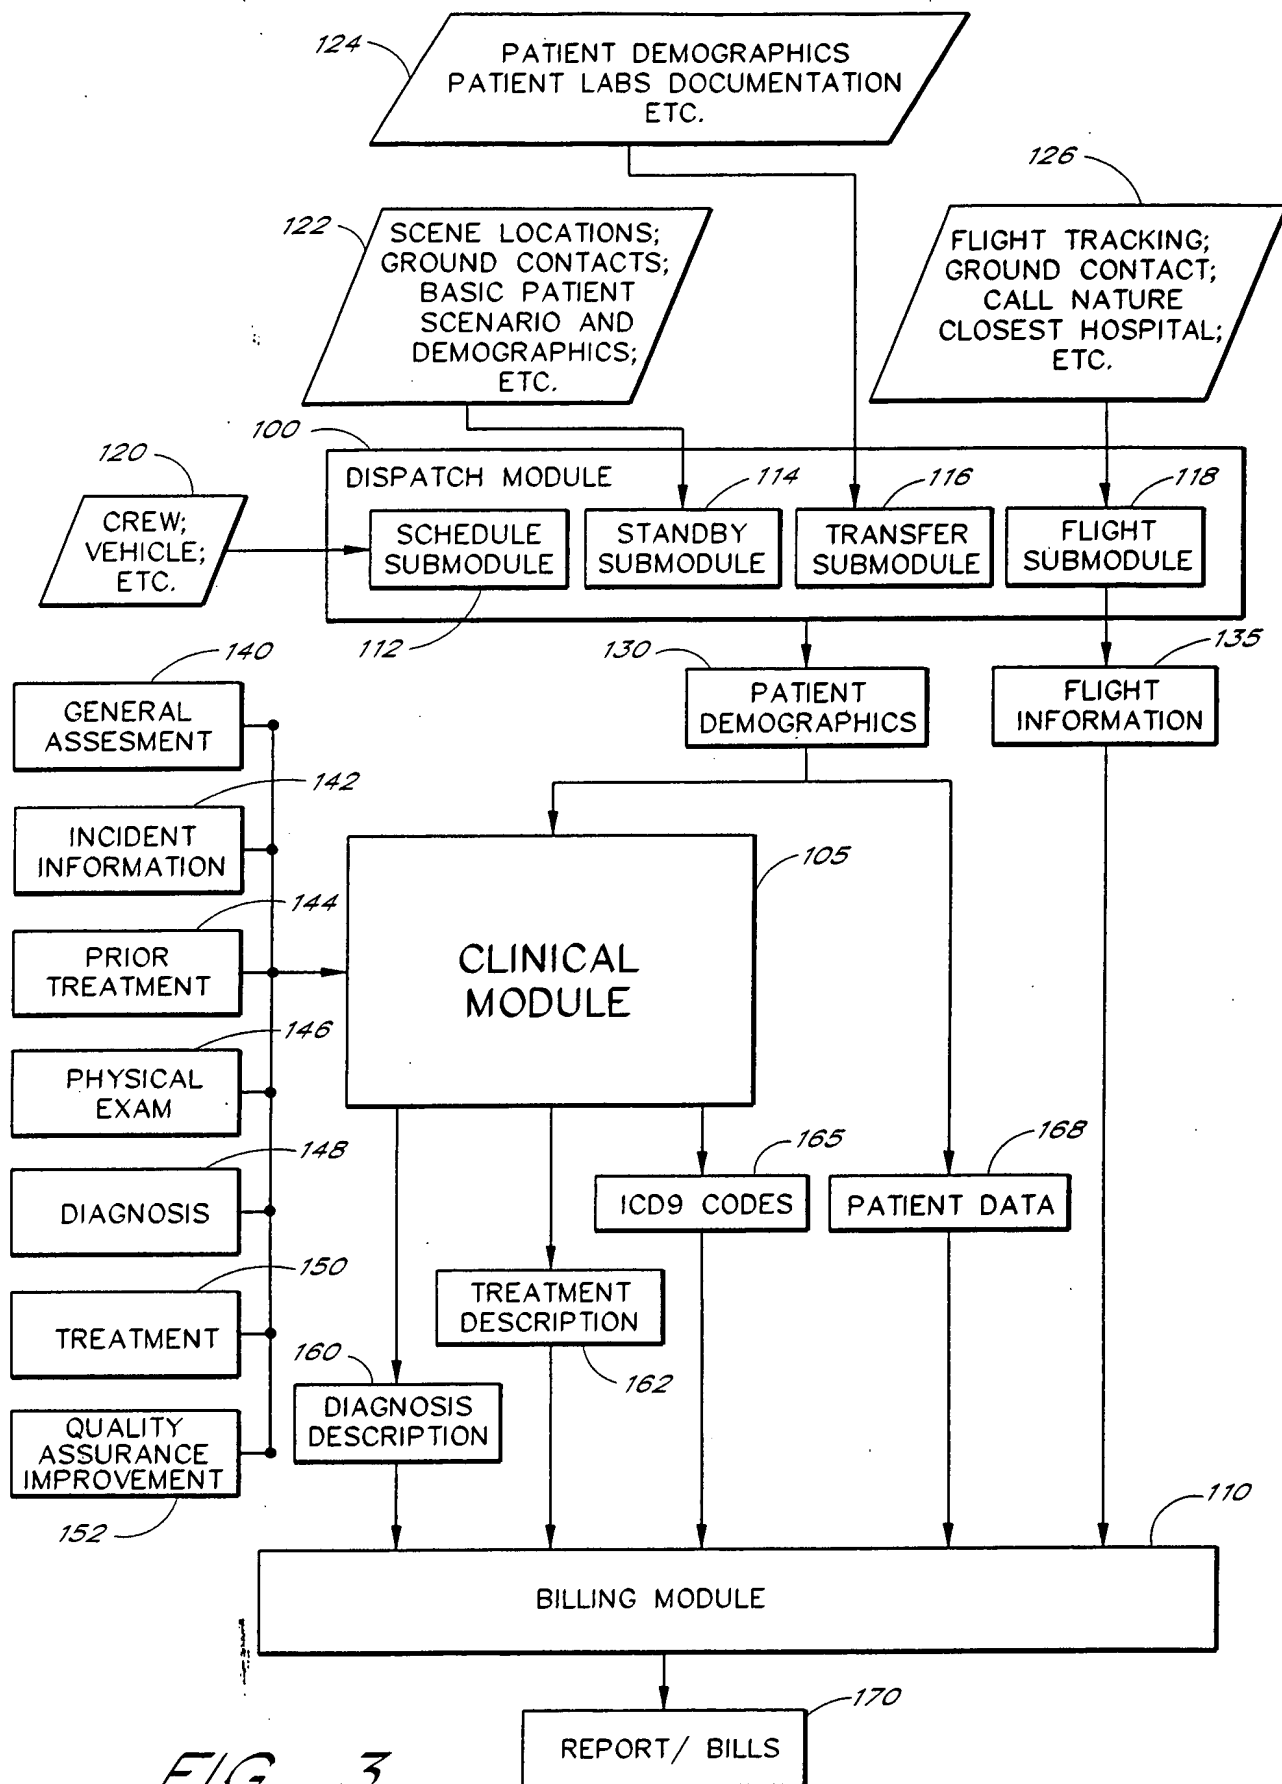 124
PATIENT DEMOGRAPHICS
PATIENT LABS DOCUMENTATION
ETC.
126
122
SCENE LOCATIONS;
GROUND CONTACTS;
BASIC PATIENT
SCENARIO AND
DEMOGRAPHICS;
ETC.
FLIGHT TRACKING;
GROUND CONTACT;
CALL NATURE
CLOSEST HOSPITAL;
ETC.
100
120
CREW;
VEHICLE;
ETC.
DISPATCH MODULE
114
116
118
SCHEDULE
SUBMODULE
STANDBY
SUBMODULE
TRANSFER
SUBMODULE
FLIGHT
SUBMODULE
112
130
135
PATIENT
DEMOGRAPHICS
FLIGHT
INFORMATION
140
GENERAL
ASSESMENT
142
INCIDENT
INFORMATION
144
PRIOR
TREATMENT
146
PHYSICAL
EXAM
148
DIAGNOSIS
150
TREATMENT
QUALITY
ASSURANCE
IMPROVEMENT
152
105
CLINICAL
MODULE
165
168
ICD9 CODES
PATIENT DATA
TREATMENT
DESCRIPTION
162
160
DIAGNOSIS
DESCRIPTION
110
BILLING MODULE
170
REPORT/ BILLS
FIG. 3